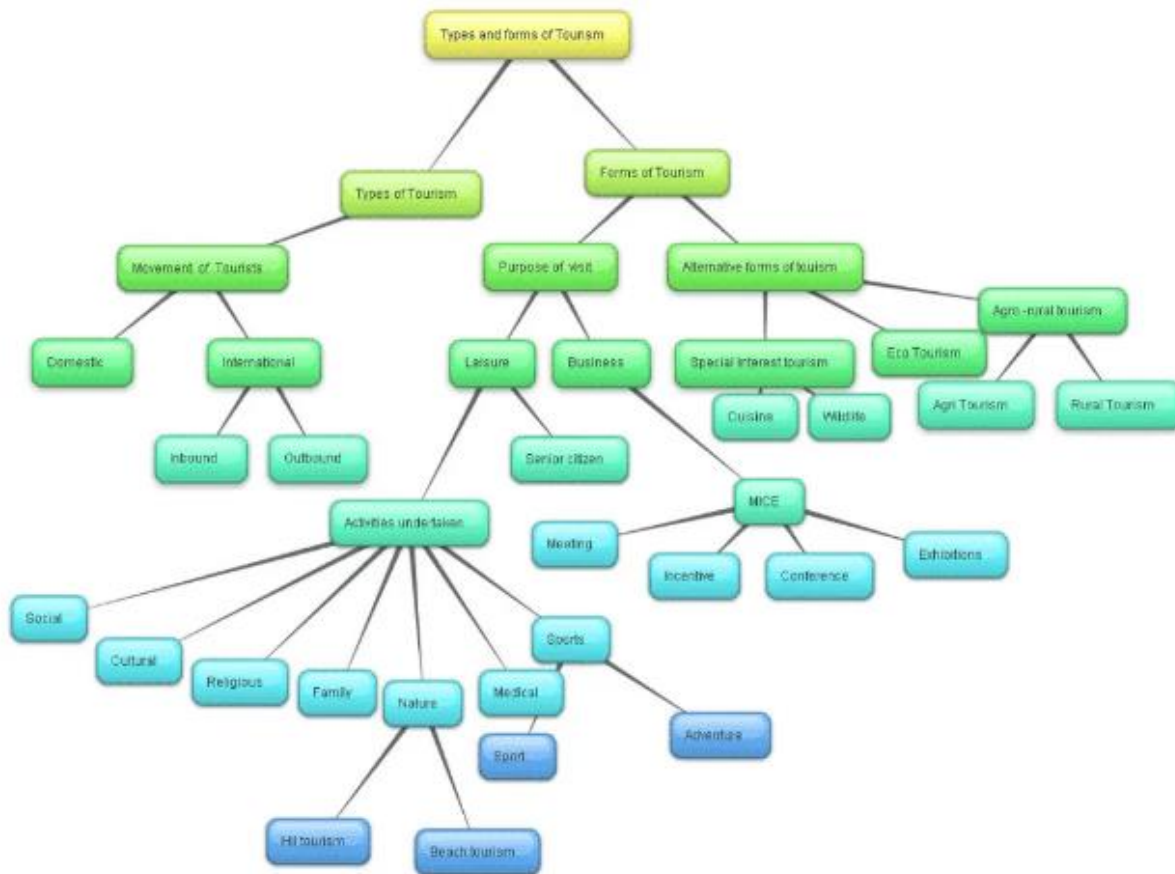 Types and forms of Tourism
Forms of Tourism
Types of Tourism
Movement of Tourists
Purpose of visit
Alternative forms of touism
Agro -rural tourism
Domestic
International
Leisure
Business
Special Interest tourism
Eco Tourism
Agri Tourism
Rural Tourism
Cuisine
Wildlife
Inbound
Outbound
Senior citizen
MICE
Activities undertaken
Meeting
Incentive
Conference
Exhibitions
Social
Cultural
Religious
Family
Nature
Medical
Sports
Sport
Adventure
Hil tourism
Beach tourism